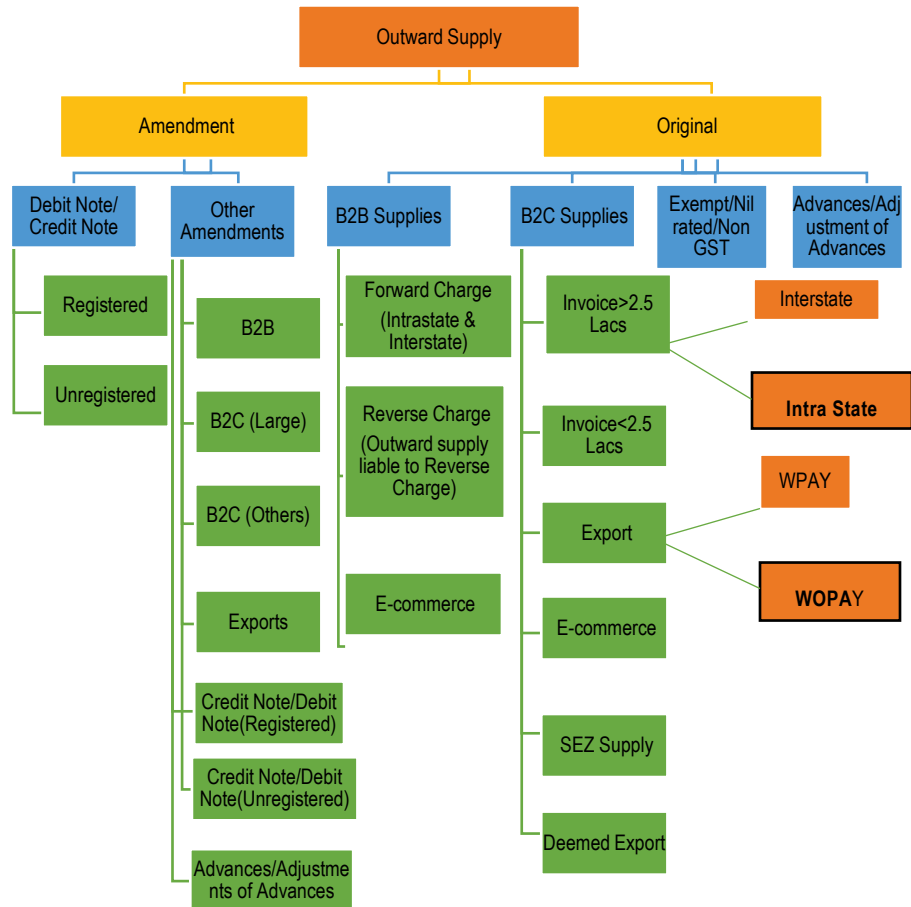 Outward Supply
Amendment
Original
Debit Note/
Credit Note
Other
Amendments
B2B Supplies
B2C Supplies
Exempt/Nil
rated/Non
GST
Advances/Adj
ustment of
Advances
Registered
Unregistered
B2B
B2C (Large)
B2C (Others)
Exports
Credit Note/Debit
Note(Registered)
Credit Note/Debit
Note(Unregistered)
Advances/Adjustme
nts of Advances
Forward Charge
(Intrastate &
Interstate)
Reverse Charge
(Outward supply
liable to Reverse
Charge)
E-commerce
Invoice>2.5
Lacs
Invoice<2.5
Lacs
Export
E-commerce
SEZ Supply
Deemed Export
Interstate
Intra State
WPAY
WOPAY